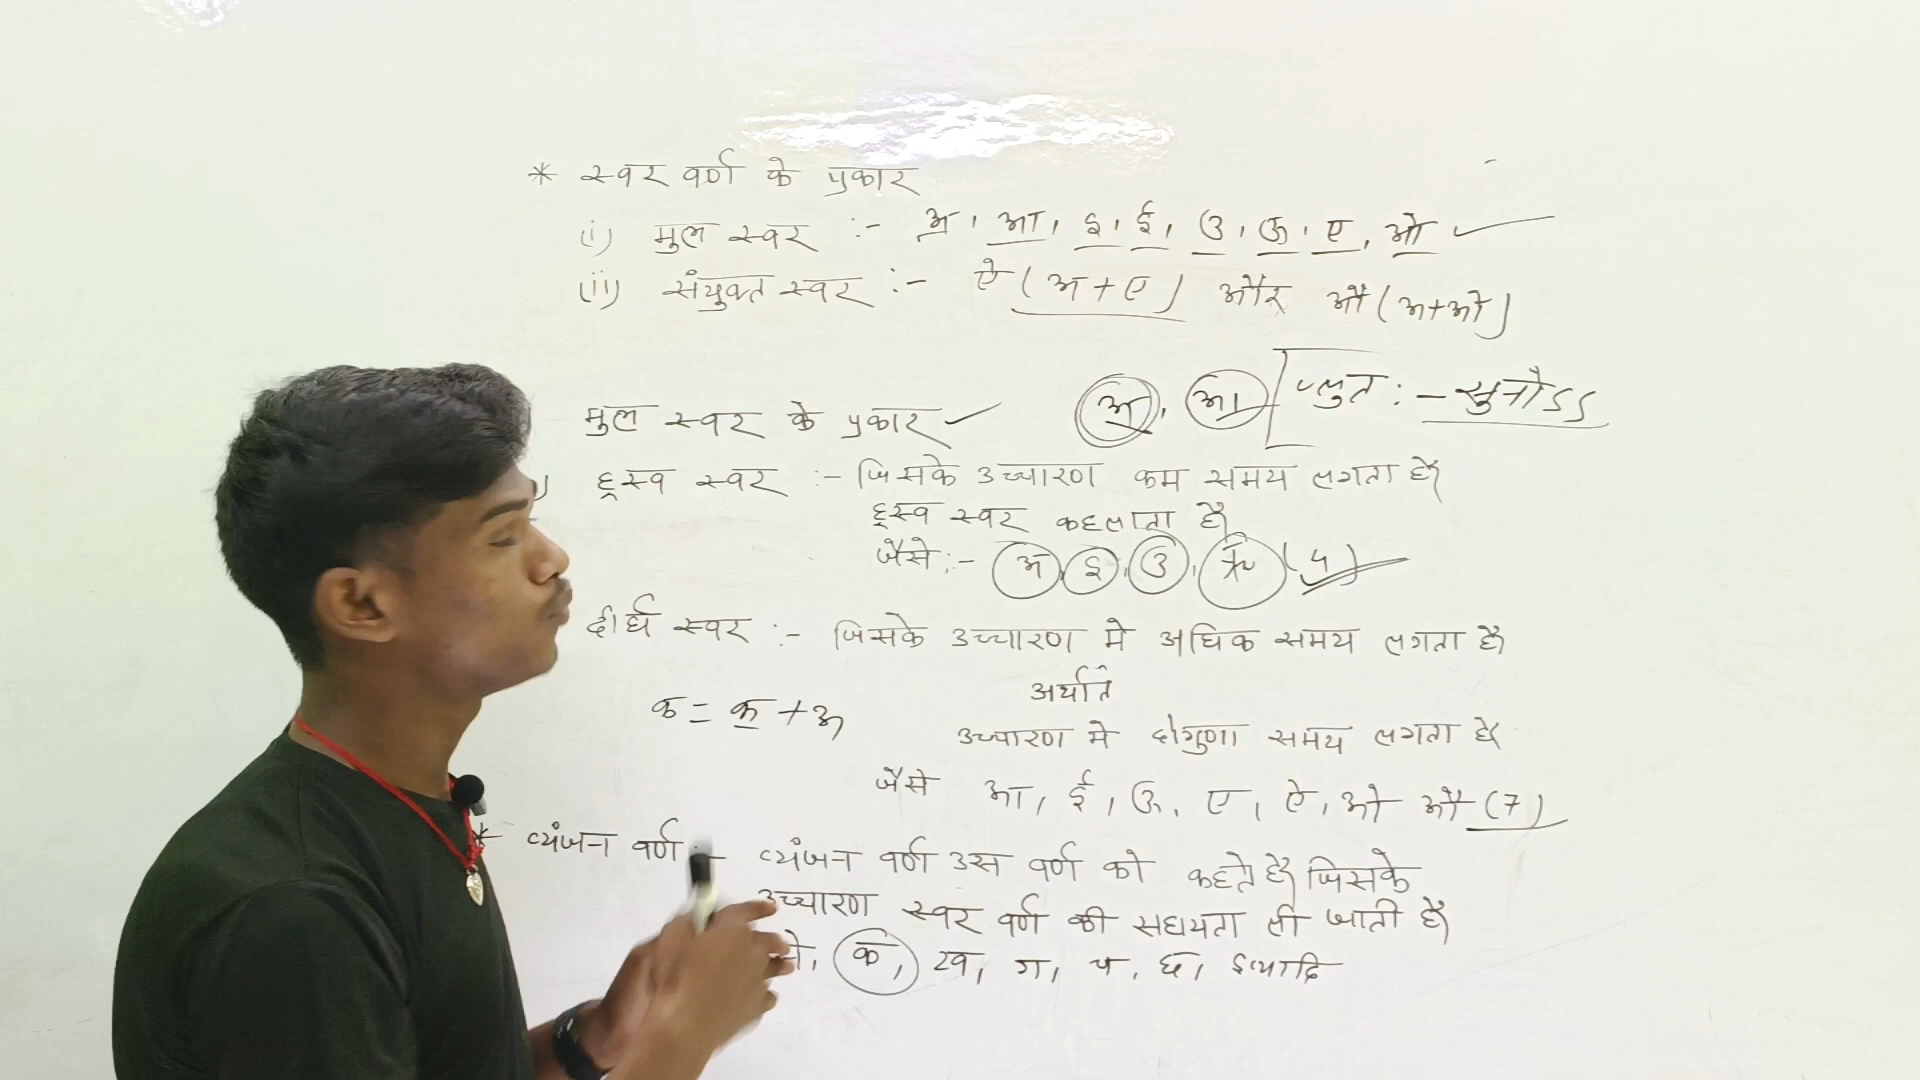 * स्वर वर्ण के प्रकार
(i) मुल स्वर :- अ, आ, इ, ई, उ, ऊ, ए, ओ
(ii) संयुक्त स्वर :- ऐ (अ+ए) और औ (अ+ओ)
मुल स्वर के प्रकार अ, आ प्लुत :- सुनोऽऽ
ह्रस्व स्वर :- जिसके उच्चारण कम समय लगता है
ह्रस्व स्वर कहलाता है
जैसे :- अ, इ, उ, ऋ (4)
दीर्घ स्वर :- जिसके उच्चारण मे अधिक समय लगता है
अर्थात
क = क् + अ
उच्चारण मे दोगुणा समय लगता है
जैसे आ, ई, ऊ, ए, ऐ, ओ औ (7)
* व्यंजन वर्ण :- व्यंजन वर्ण उस वर्ण को कहते है जिसके
उच्चारण स्वर वर्ण की सहायता ली जाती है
क, ख, ग, इत्यादि